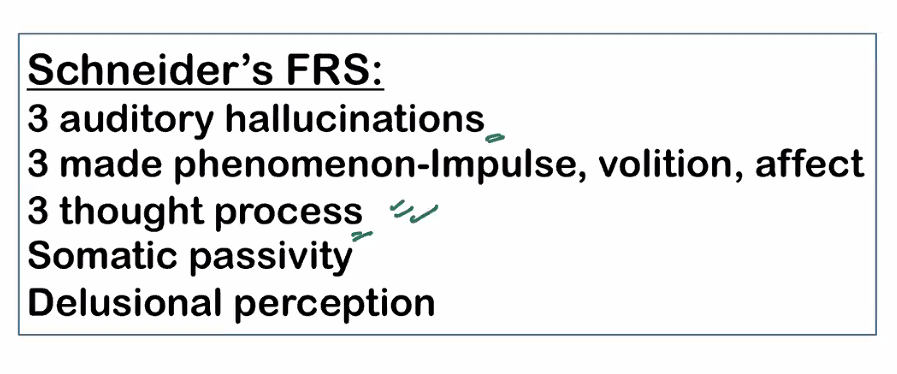 Schneider's FRS:
3 auditory hallucinations
3 made phenomenon-Impulse, volition, affect
3 thought process
Somatic passivity
Delusional perception